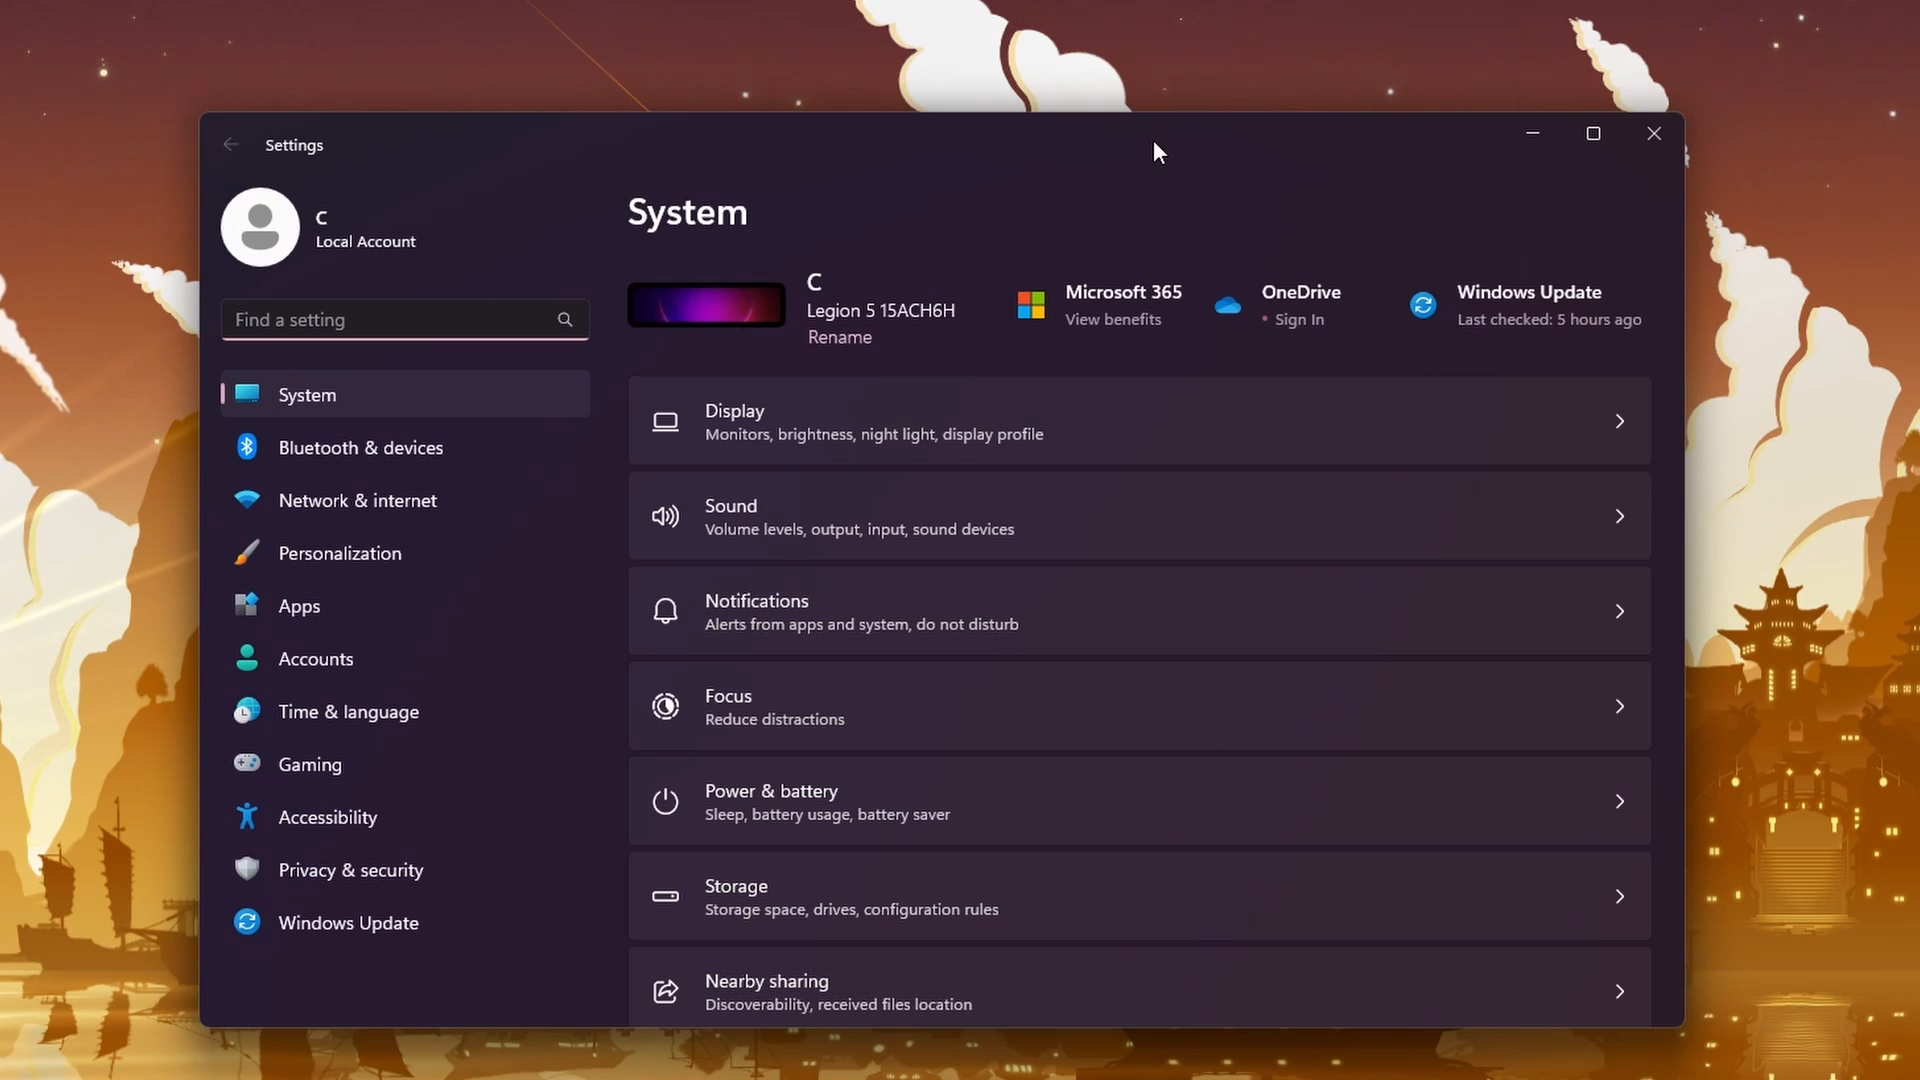 Settings
C
Local Account
Find a setting
System
Bluetooth & devices
Network & internet
Personalization
Apps
Accounts
Time & language
Gaming
Accessibility
Privacy & security
Windows Update
System
C
Legion 5 15ACH6H
Rename
Microsoft 365
View benefits
OneDrive
• Sign In
Windows Update
Last checked: 5 hours ago
Display
Monitors, brightness, night light, display profile
Sound
Volume levels, output, input, sound devices
Notifications
Alerts from apps and system, do not disturb
Focus
Reduce distractions
Power & battery
Sleep, battery usage, battery saver
Storage
Storage space, drives, configuration rules
Nearby sharing
Discoverability, received files location